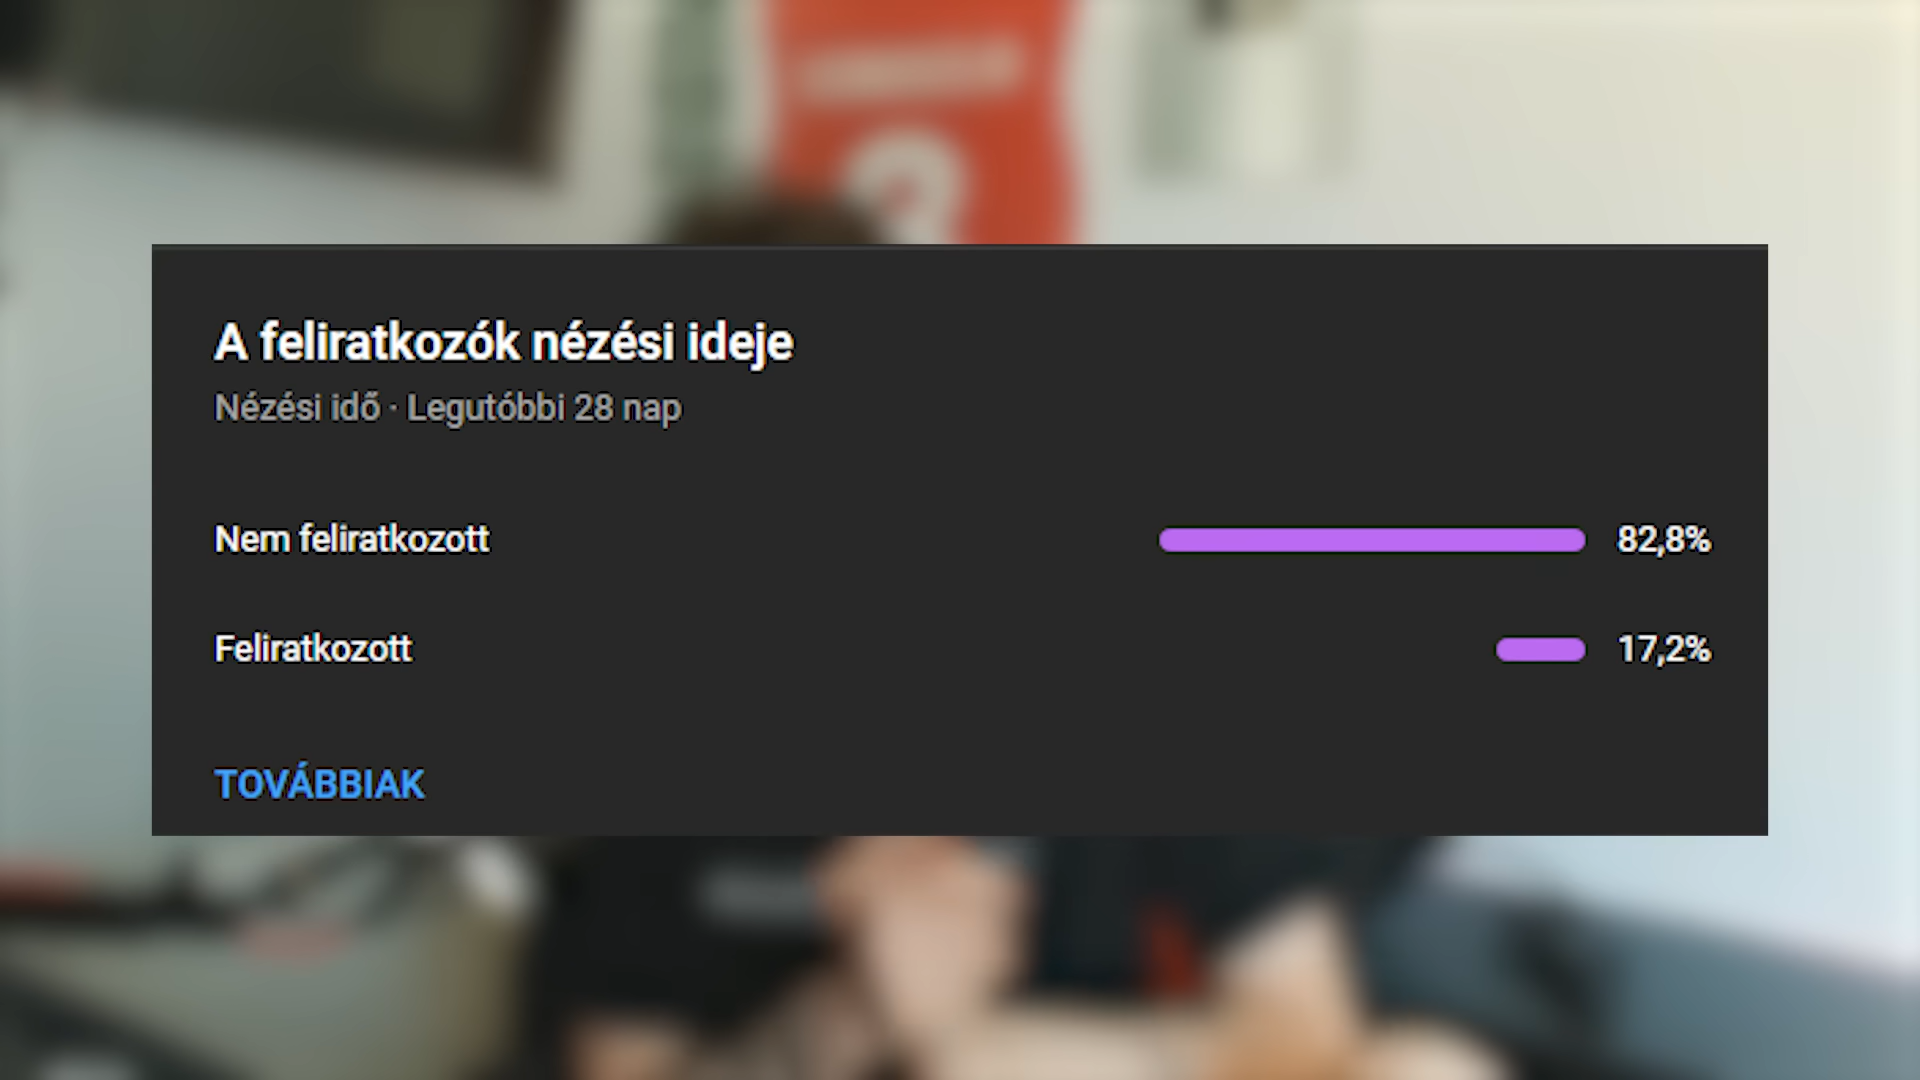 A feliratkozók nézési ideje
Nézési idő · Legutóbbi 28 nap
Nem feliratkozott 82,8%
Feliratkozott 17,2%
TOVÁBBIAK